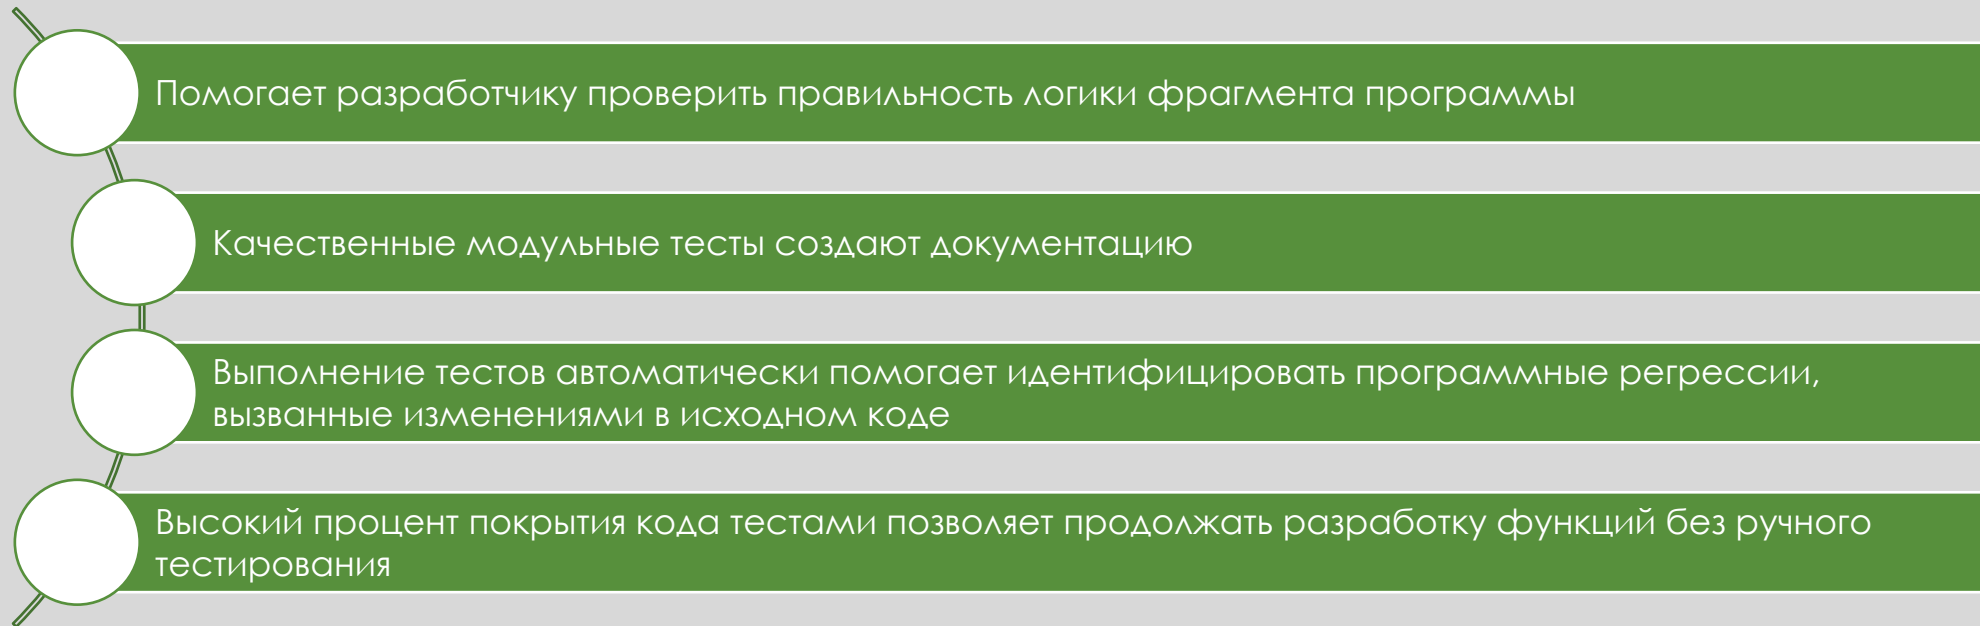 Помогает разработчику проверить правильность логики фрагмента программы
Качественные модульные тесты создают документацию
Выполнение тестов автоматически помогает идентифицировать программные регрессии,
вызванные изменениями в исходном коде
Высокий процент покрытия кода тестами позволяет продолжать разработку функций без ручного
тестирования